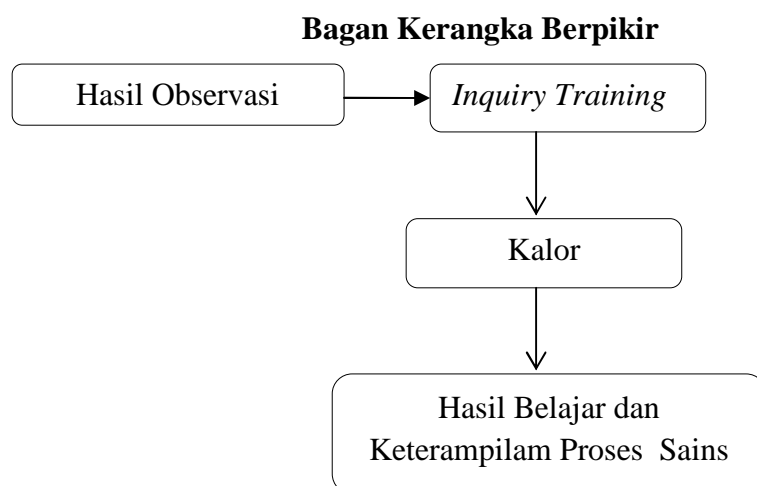 Bagan Kerangka Berpikir
Hasil Observasi
Inquiry Training
Kalor
Hasil Belajar dan
Keterampilam Proses Sains